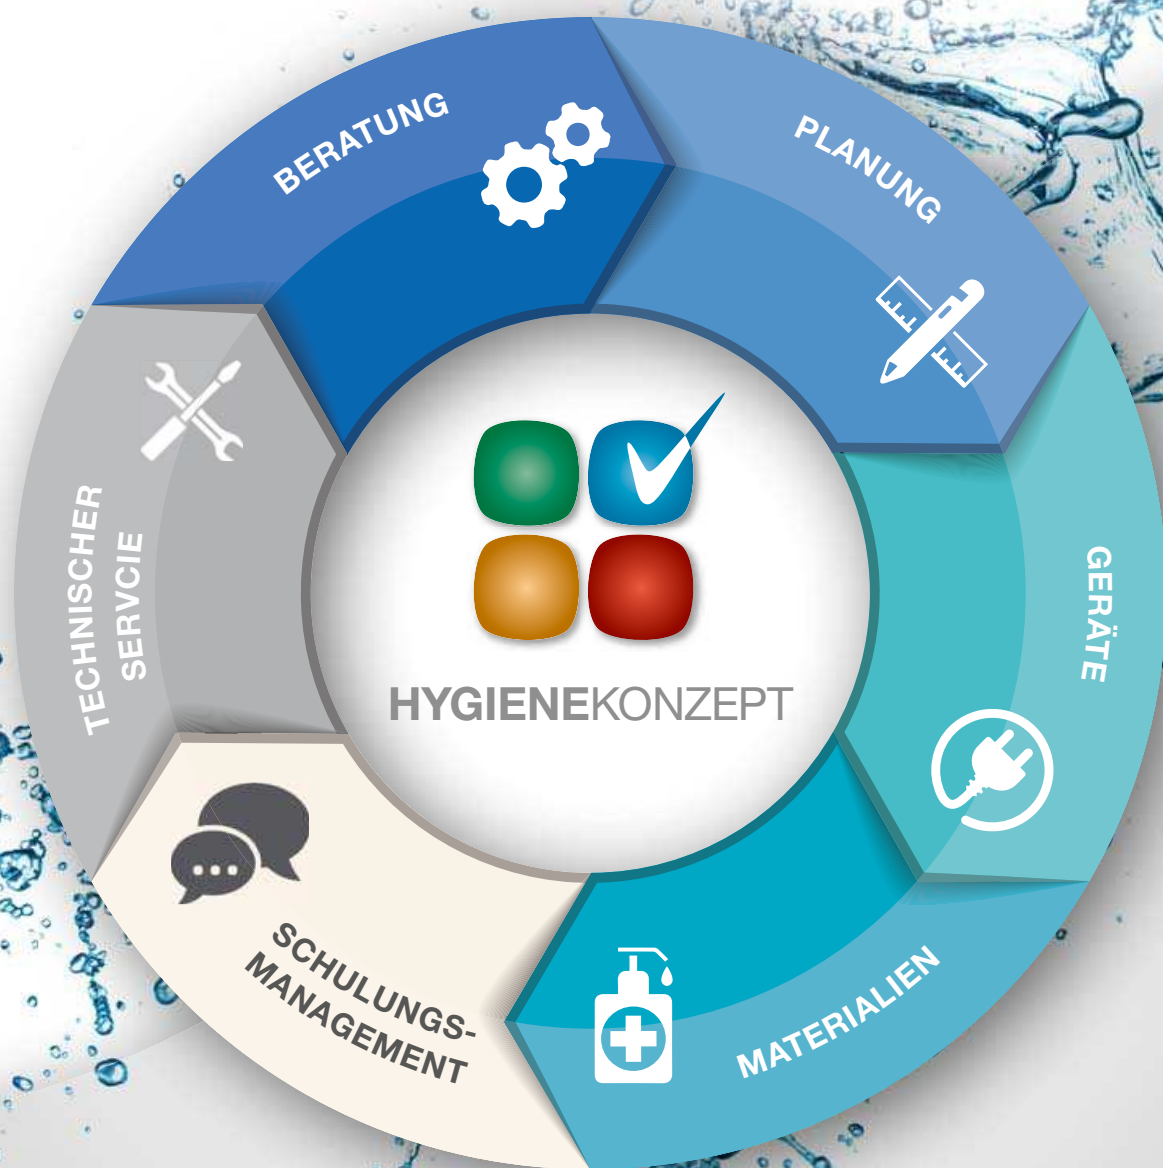 BERATUNG
PLANUNG
GERÄTE
MATERIALIEN
SCHULUNGS-
MANAGEMENT
TECHNISCHER
SERVCIE
HYGIENEKONZEPT